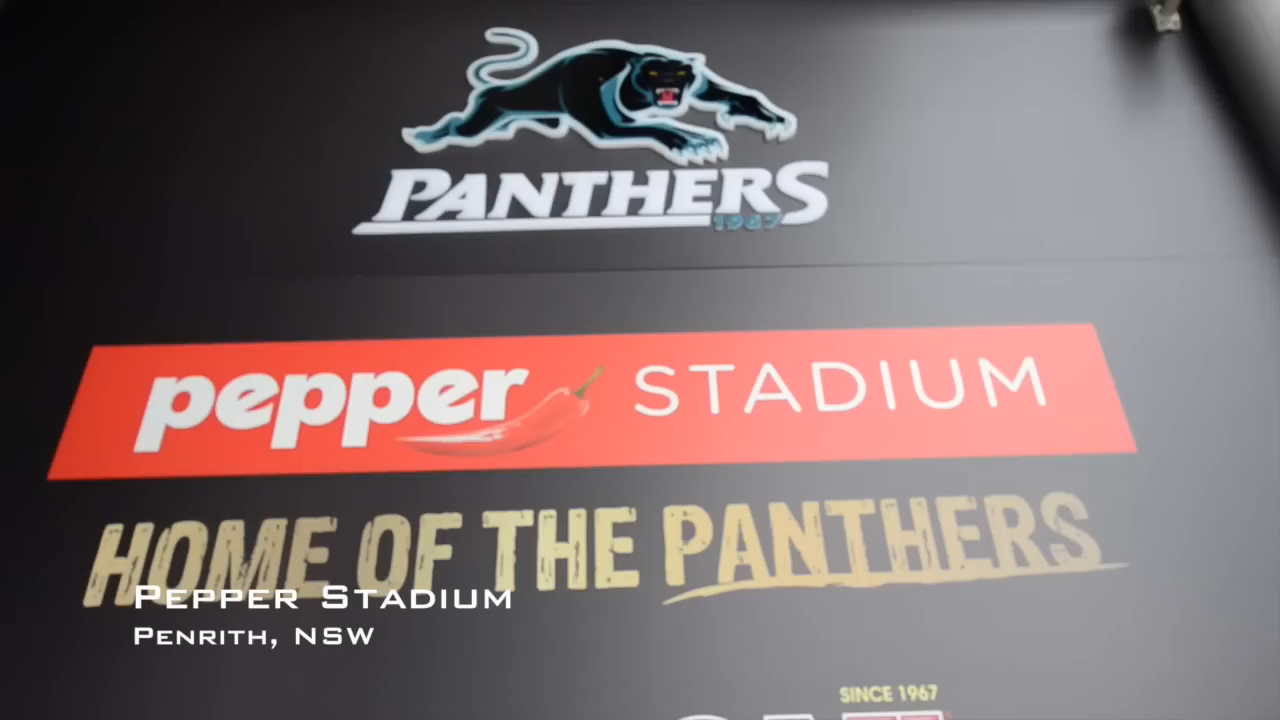 PANTHERS
1967
pepper STADIUM
HOME OF THE PANTHERS
PEPPER STADIUM
PENRITH, NSW
SINCE 1967